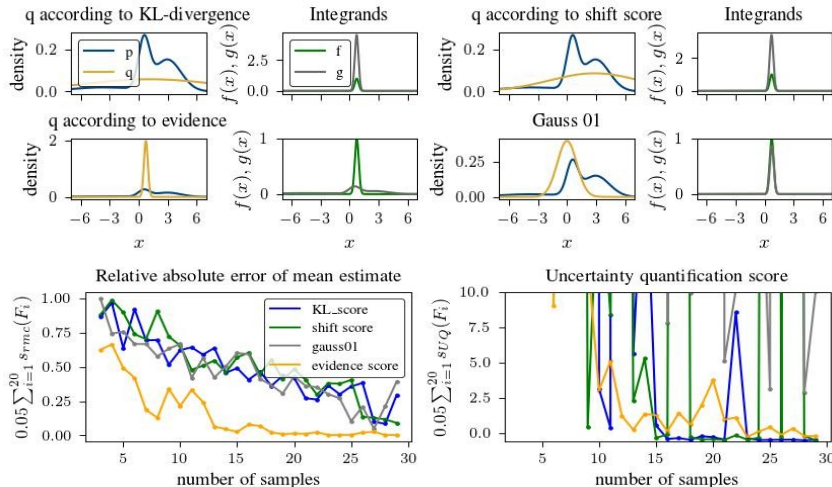 q according to KL-divergence
Integrands
q according to shift score
Integrands
density
0.2
0.0
p
q
f(x), g(x)
2.5
0.0
f
g
density
0.2
0.0
f(x), g(x)
2
0
q according to evidence
Gauss 01
density
2
0
−6 −3 0 3 6
x
f(x), g(x)
1
0
−6 −3 0 3 6
x
density
0.25
0.00
−6 −3 0 3 6
x
f(x), g(x)
1
0
−6 −3 0 3 6
x
Relative absolute error of mean estimate
0.05 ∑²⁰ᵢ₌₁ s_rmc(F_i)
1.00
0.75
0.50
0.25
0.00
KL_score
shift score
gauss01
evidence score
5 10 15 20 25 30
number of samples
Uncertainty quantification score
0.05 ∑²⁰ᵢ₌₁ s_UQ(F_i)
10.0
7.5
5.0
2.5
0.0
5 10 15 20 25 30
number of samples